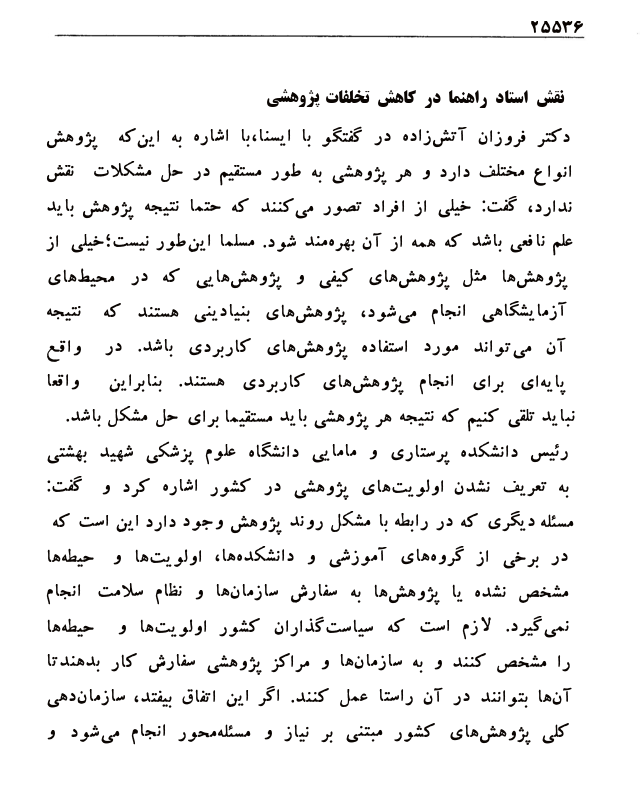 ۲۵۵۳۶
نقش استاد راهنما در کاهش تخلفات پژوهشی
دکتر فروزان آتش‌زاده در گفتگو با ایسنا،با اشاره به این‌که پژوهش
انواع مختلف دارد و هر پژوهشی به طور مستقیم در حل مشکلات نقش
ندارد، گفت: خیلی از افراد تصور می‌کنند که حتما نتیجه پژوهش باید
علم نافعی باشد که همه از آن بهره‌مند شود. مسلما این‌طور نیست؛خیلی از
پژوهش‌ها مثل پژوهش‌های کیفی و پژوهش‌هایی که در محیط‌های
آزمایشگاهی انجام می‌شود، پژوهش‌های بنیادینی هستند که نتیجه
آن می‌تواند مورد استفاده پژوهش‌های کاربردی باشد. در واقع
پایه‌ای برای انجام پژوهش‌های کاربردی هستند. بنابراین واقعا
نباید تلقی کنیم که نتیجه هر پژوهشی باید مستقیما برای حل مشکل باشد.
رئیس دانشکده پرستاری و مامایی دانشگاه علوم پزشکی شهید بهشتی
به تعریف نشدن اولویت‌های پژوهشی در کشور اشاره کرد و گفت:
مسئله دیگری که در رابطه با مشکل روند پژوهش وجود دارد این است که
در برخی از گروه‌های آموزشی و دانشکده‌ها، اولویت‌ها و حیطه‌ها
مشخص نشده یا پژوهش‌ها به سفارش سازمان‌ها و نظام سلامت انجام
نمی‌گیرد. لازم است که سیاست‌گذاران کشور اولویت‌ها و حیطه‌ها
را مشخص کنند و به سازمان‌ها و مراکز پژوهشی سفارش کار بدهندتا
آن‌ها بتوانند در آن راستا عمل کنند. اگر این اتفاق بیفتد، سازمان‌دهی
کلی پژوهش‌های کشور مبتنی بر نیاز و مسئله‌محور انجام می‌شود و